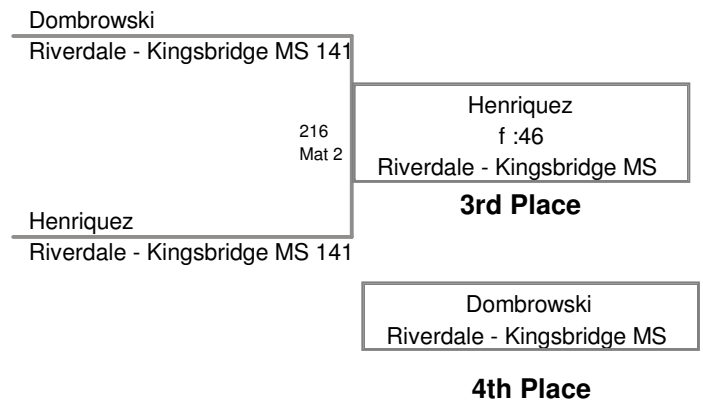 Dombrowski
Riverdale - Kingsbridge MS 141
216
Mat 2
Henriquez
f :46
Riverdale - Kingsbridge MS
3rd Place
Henriquez
Riverdale - Kingsbridge MS 141
Dombrowski
Riverdale - Kingsbridge MS
4th Place